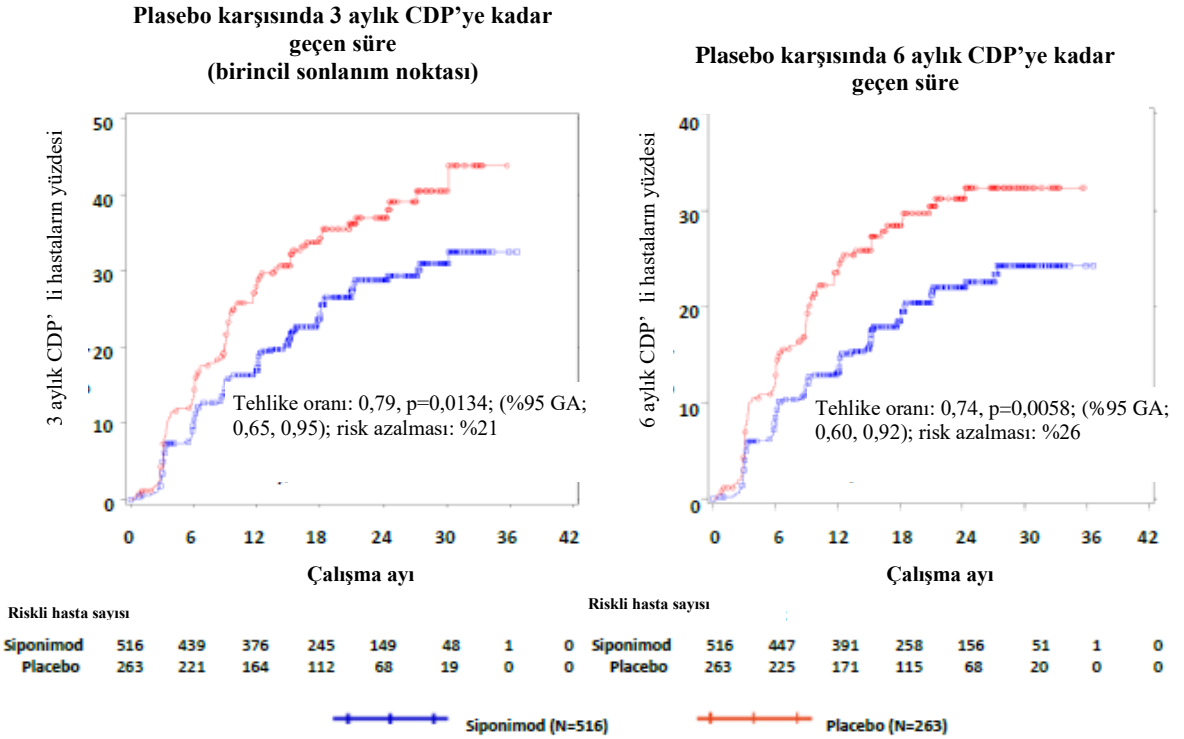 Plasebo karşısında 3 aylık CDP’ye kadar
geçen süre
(birincil sonlanım noktası)
3 aylık CDP’ li hastaların yüzdesi
50
40
30
20
10
0
Tehlike oranı: 0,79, p=0,0134; (%95 GA;
0,65, 0,95); risk azalması: %21
0 6 12 18 24 30 36 42
Çalışma ayı
Riskli hasta sayısı
Siponimod 516 439 376 245 149 48 1 0
Placebo 263 221 164 112 68 19 0 0
Plasebo karşısında 6 aylık CDP’ye kadar
geçen süre
6 aylık CDP’ li hastaların yüzdesi
40
30
20
10
0
Tehlike oranı: 0,74, p=0,0058; (%95 GA;
0,60, 0,92); risk azalması: %26
0 6 12 18 24 30 36 42
Çalışma ayı
Riskli hasta sayısı
Siponimod 516 447 391 258 156 51 1 0
Placebo 263 225 171 115 68 20 0 0
Siponimod (N=516)
Placebo (N=263)